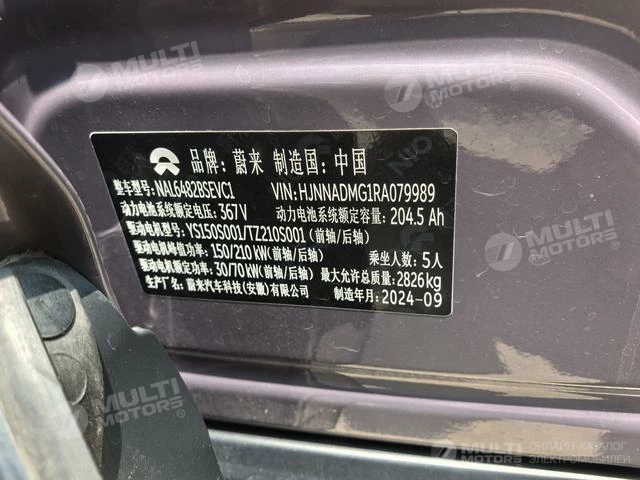 品牌：蔚来 制造国：中国
整车型号：NAL6482BSEVC1 VIN：HJNNADMG1RA079989
动力电池系统额定电压：367V 动力电池系统额定容量：204.5 Ah
驱动电机型号：YS150S001/TZ210S001（前轴/后轴）
驱动电机峰值功率：150/210 kW（前轴/后轴） 乘坐人数：5人
驱动电机额定功率：30/70 kW（前轴/后轴） 最大允许总质量：2826kg
生产厂名：蔚来汽车科技（安徽）有限公司 制造年月：2024-09
MULTI MOTORS®
MULTI MOTORS®
MULTI MOTORS®
MULTI MOTORS®
MULTI MOTORS
ОНЛАЙН-КАТАЛОГ
ЭЛЕКТРОМОБИЛЕЙ